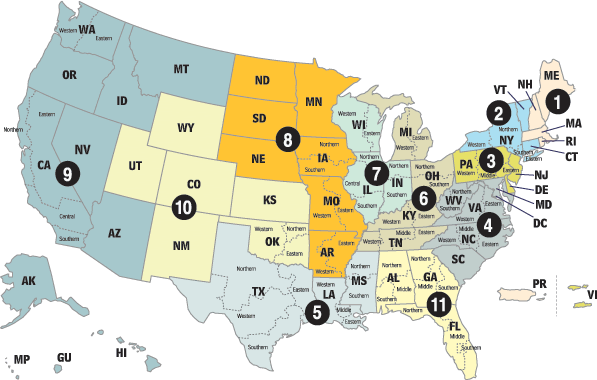 WA
Western
Eastern
OR
MT
ID
ND
MN
SD
8
NE
WY
NV
CA
9
Northern
Eastern
Central
Southern
UT
CO
10
KS
AZ
NM
OK
Western
Northern
Eastern
IA
Northern
Southern
MO
Western
Eastern
AR
Western
Eastern
WI
Western
Eastern
MI
Western
Eastern
7
Northern
Central
IL
Southern
Northern
IN
Southern
Northern
OH
Southern
6
KY
Western
Eastern
TN
Western
Middle
Eastern
TX
Northern
Eastern
Western
Southern
5
LA
Western
Middle
Eastern
MS
Northern
Southern
AL
Northern
Middle
Southern
GA
Northern
Middle
Southern
11
FL
Northern
Middle
Southern
SC
NC
Western
Middle
Eastern
4
VA
Western
Eastern
WV
Northern
Southern
PA
Western
Middle
Eastern
3
2
VT
NH
ME
1
NY
Northern
Western
Southern
Eastern
MA
RI
CT
NJ
DE
MD
DC
PR
VI
AK
HI
GU
MP